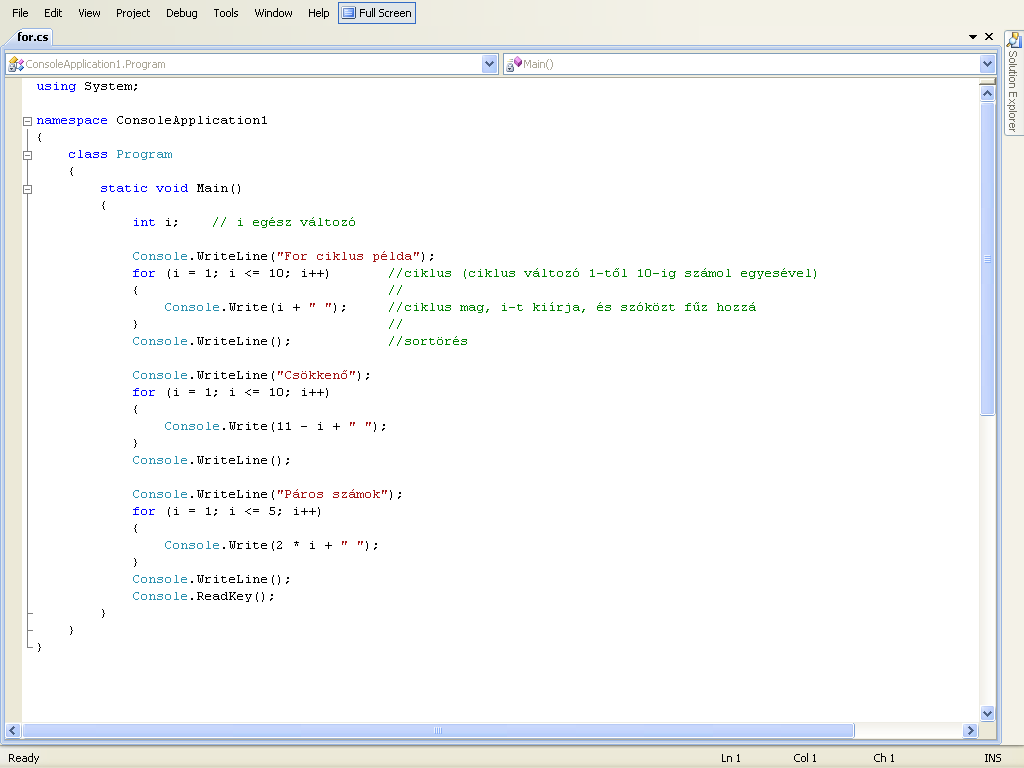 File Edit View Project Debug Tools Window Help Full Screen
for.cs
ConsoleApplication1.Program Main()
Solution Explorer
using System;
namespace ConsoleApplication1
{
class Program
{
static void Main()
{
int i; // i egész változó
Console.WriteLine("For ciklus példa");
for (i = 1; i <= 10; i++) //ciklus (ciklus változó 1-től 10-ig számol egyesével)
{ //
Console.Write(i + " "); //ciklus mag, i-t kiírja, és szóközt fűz hozzá
} //
Console.WriteLine(); //sortörés
Console.WriteLine("Csökkenő");
for (i = 1; i <= 10; i++)
{
Console.Write(11 - i + " ");
}
Console.WriteLine();
Console.WriteLine("Páros számok");
for (i = 1; i <= 5; i++)
{
Console.Write(2 * i + " ");
}
Console.WriteLine();
Console.ReadKey();
}
}
}
Ready Ln 1 Col 1 Ch 1 INS